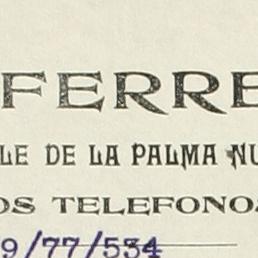 FERRE
LE DE LA PALMA NU
OS TELEFONOS
9/77/534